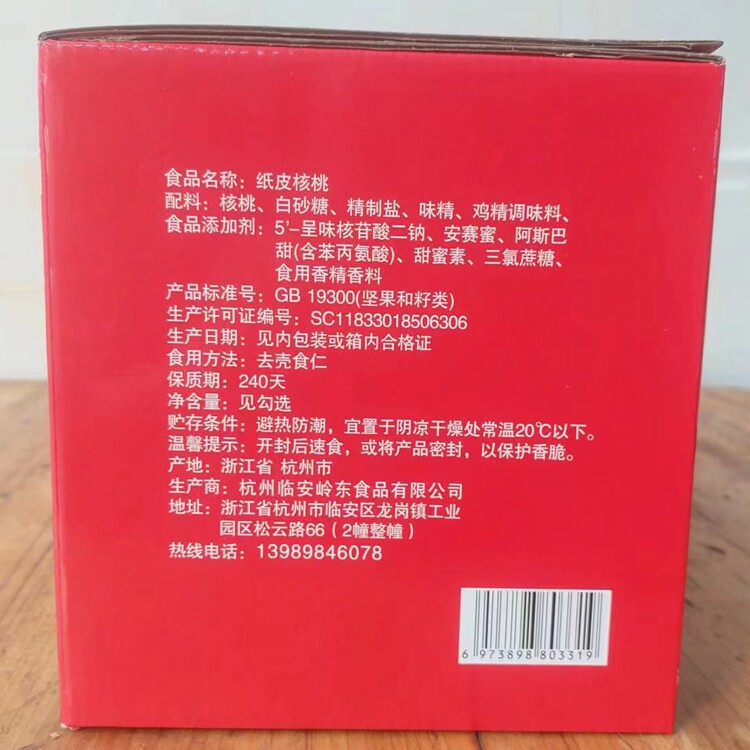 食品名称：纸皮核桃
配料：核桃、白砂糖、精制盐、味精、鸡精调味料、
食品添加剂：5'-呈味核苷酸二钠、安赛蜜、阿斯巴
甜(含苯丙氨酸)、甜蜜素、三氯蔗糖、
食用香精香料
产品标准号：GB 19300(坚果和籽类)
生产许可证编号：SC11833018506306
生产日期：见内包装或箱内合格证
食用方法：去壳食仁
保质期：240天
净含量：见勾选
贮存条件：避热防潮，宜置于阴凉干燥处常温20℃以下。
温馨提示：开封后速食，或将产品密封，以保护香脆。
产地：浙江省 杭州市
生产商：杭州临安岭东食品有限公司
地址：浙江省杭州市临安区龙岗镇工业
园区松云路66（2幢整幢）
热线电话：13989846078
6 973898 803319